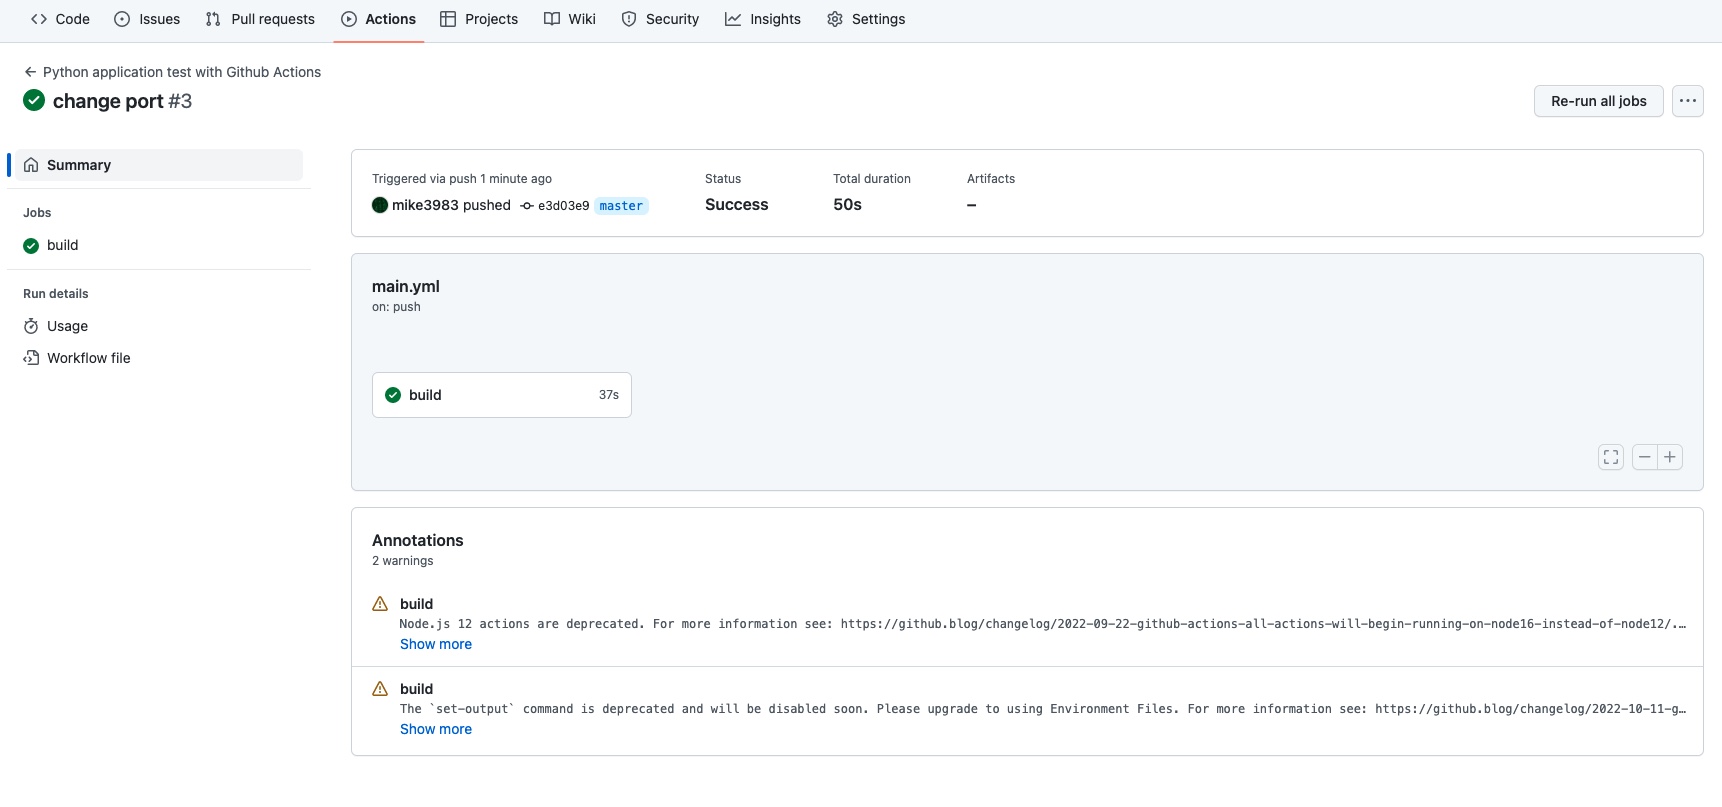 Code Issues Pull requests Actions Projects Wiki Security Insights Settings
Python application test with Github Actions
change port #3
Re-run all jobs
Summary
Jobs
build
Run details
Usage
Workflow file
Triggered via push 1 minute ago
mike3983 pushed e3d03e9 master
Status
Success
Total duration
50s
Artifacts
–
main.yml
on: push
build 37s
Annotations
2 warnings
build
Node.js 12 actions are deprecated. For more information see: https://github.blog/changelog/2022-09-22-github-actions-all-actions-will-begin-running-on-node16-instead-of-node12/.…
Show more
build
The `set-output` command is deprecated and will be disabled soon. Please upgrade to using Environment Files. For more information see: https://github.blog/changelog/2022-10-11-g…
Show more